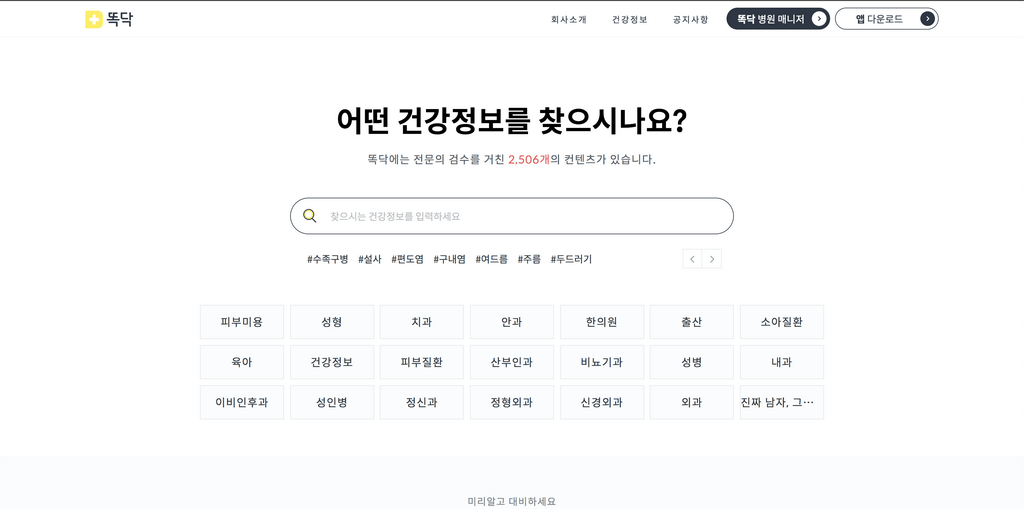 똑닥
회사소개 건강정보 공지사항 똑닥 병원 매니저 앱 다운로드
어떤 건강정보를 찾으시나요?
똑닥에는 전문의 검수를 거친 2,506개의 컨텐츠가 있습니다.
찾으시는 건강정보를 입력하세요
#수족구병 #설사 #편도염 #구내염 #여드름 #주름 #두드러기
피부미용 성형 치과 안과 한의원 출산 소아질환
육아 건강정보 피부질환 산부인과 비뇨기과 성병 내과
이비인후과 성인병 정신과 정형외과 신경외과 외과 진짜 남자, 그…
미리알고 대비하세요